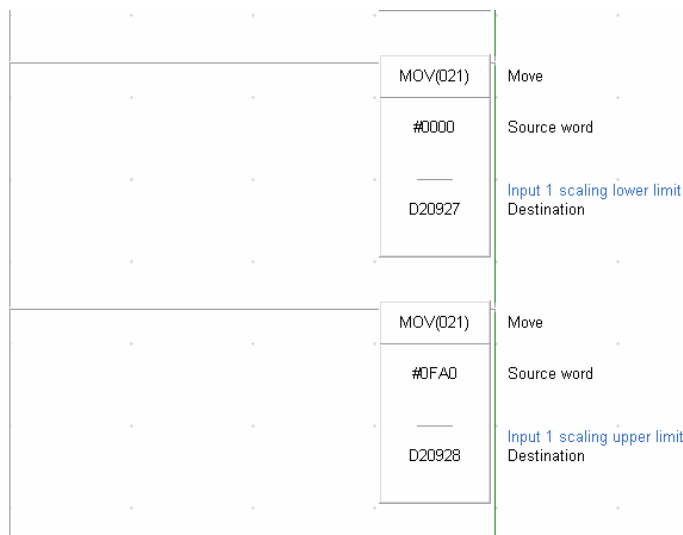 MOV(021) Move
#0000 Source word
Input 1 scaling lower limit
D20927 Destination
MOV(021) Move
#0FA0 Source word
Input 1 scaling upper limit
D20928 Destination